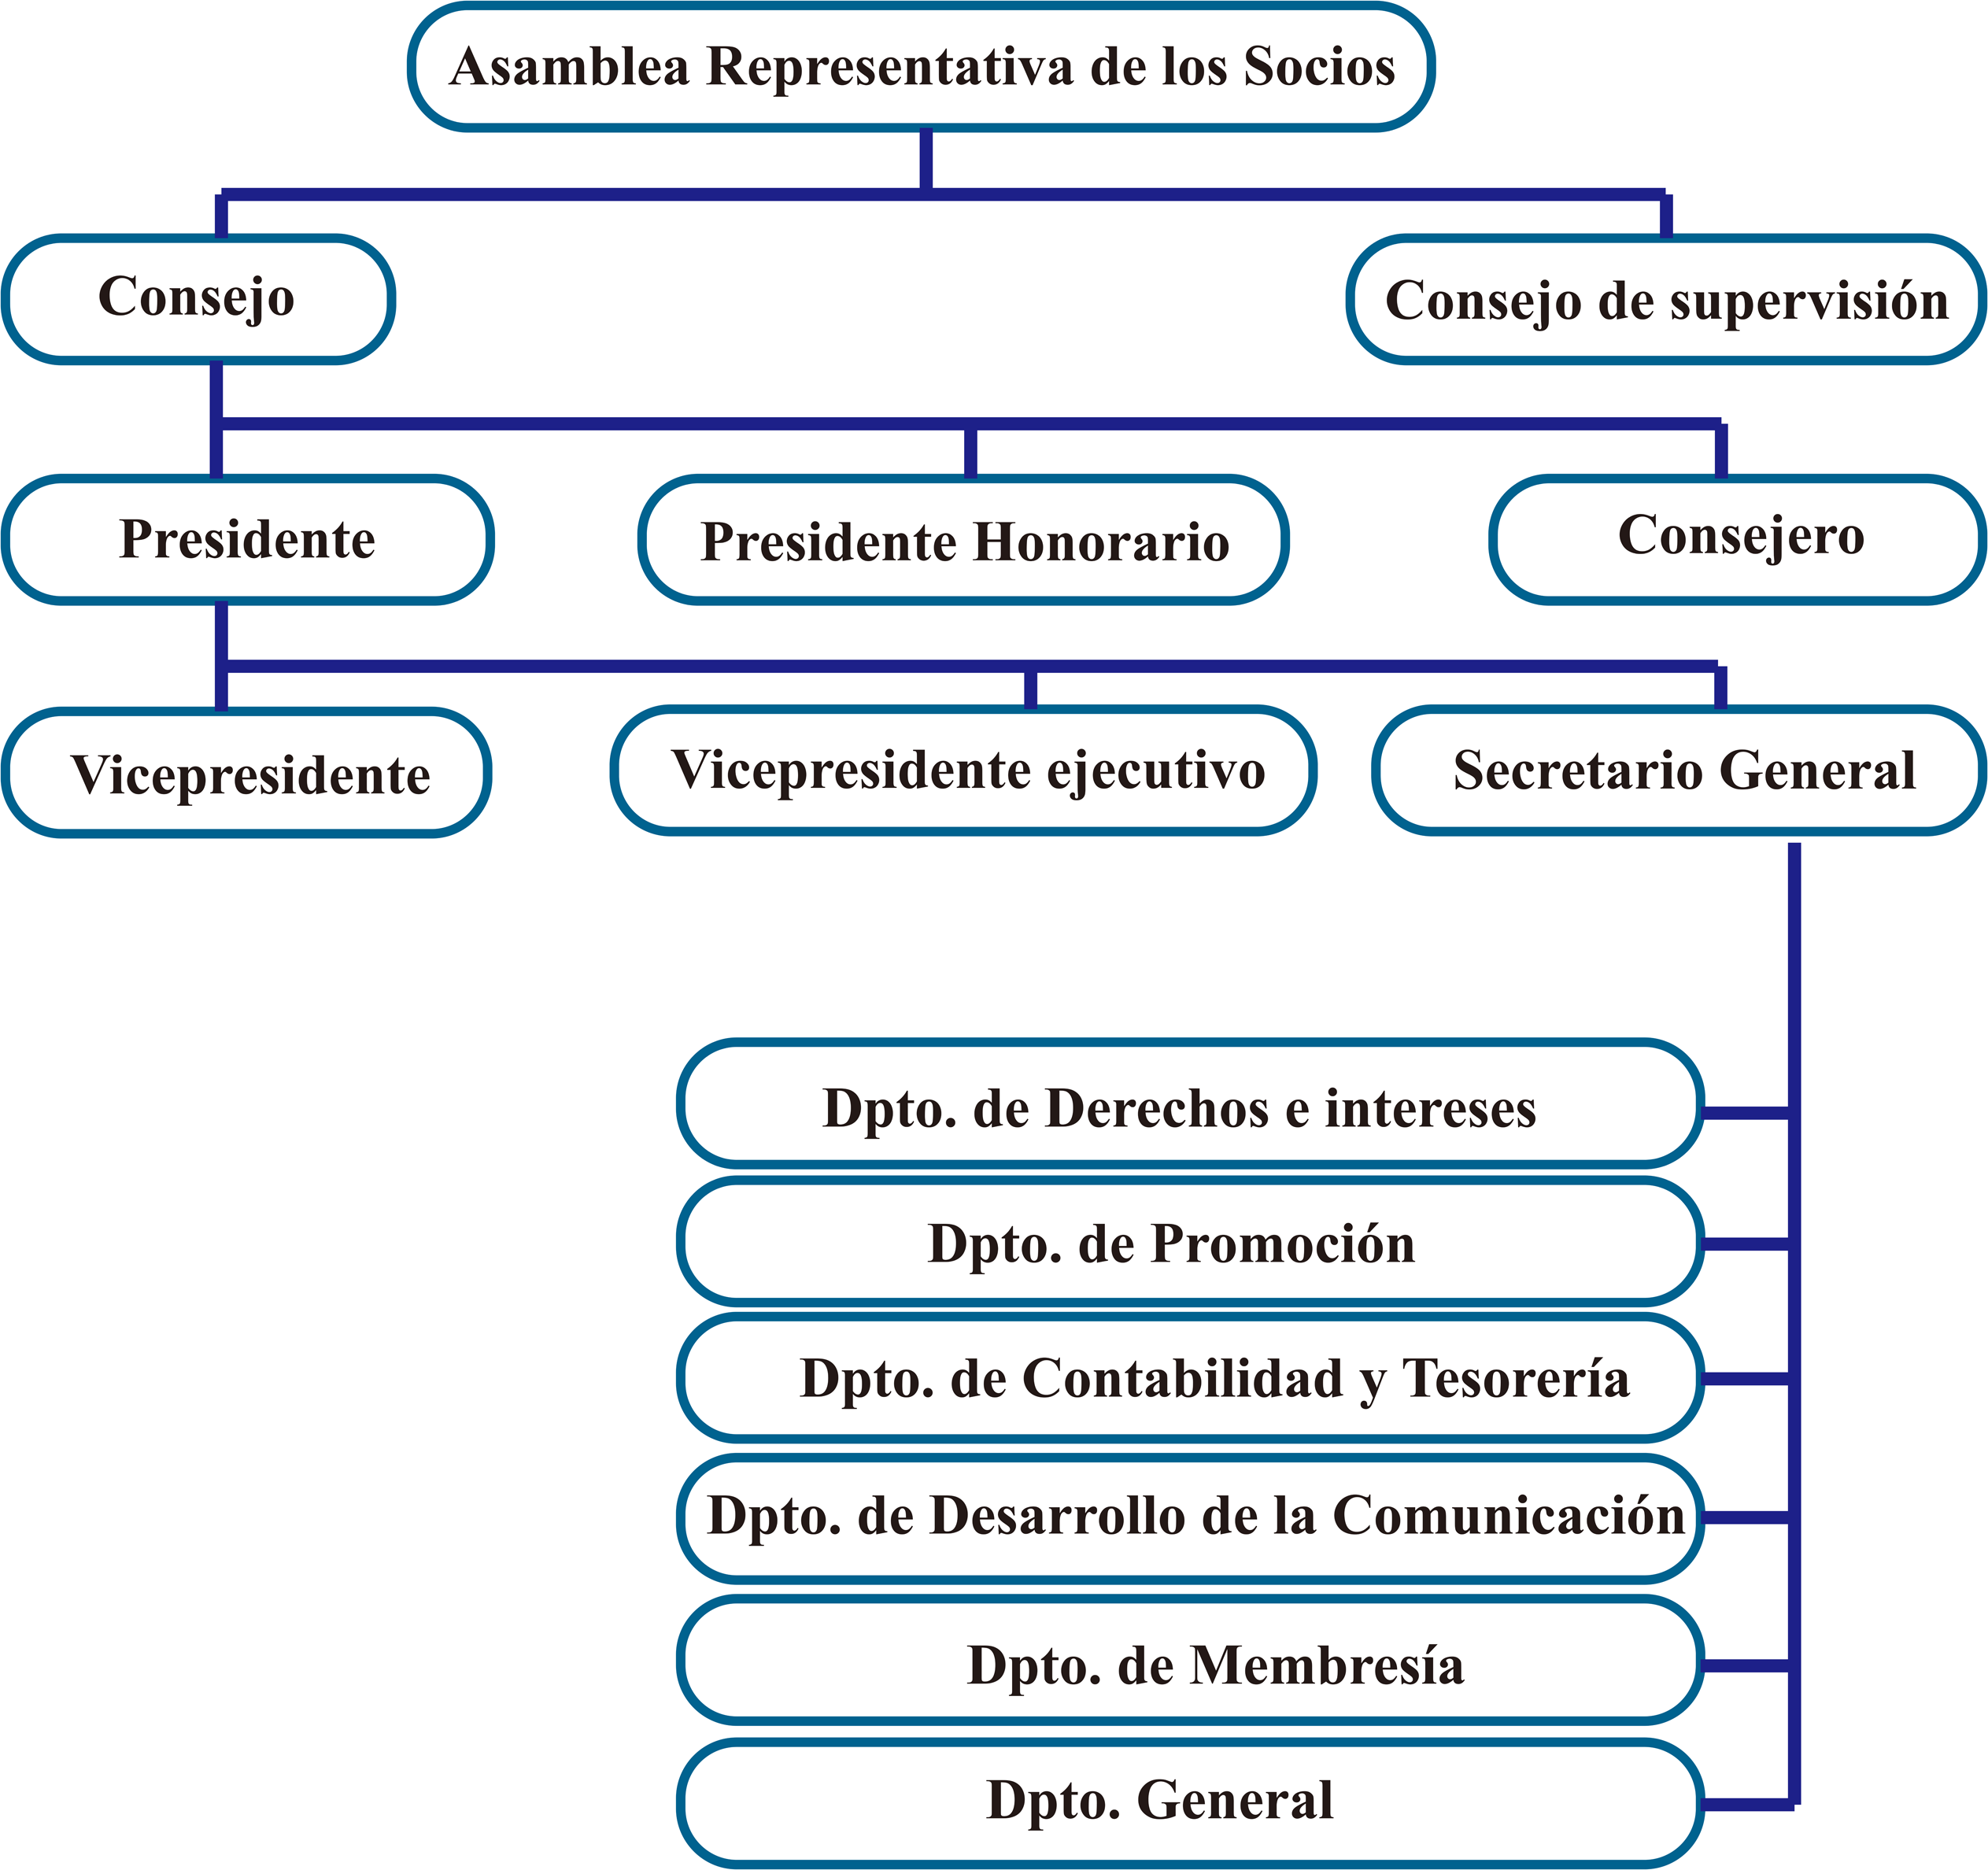 Asamblea Representativa de los Socios
Consejo
Consejo de supervisión
Presidente
Presidente Honorario
Consejero
Vicepresidente
Vicepresidente ejecutivo
Secretario General
Dpto. de Derechos e intereses
Dpto. de Promoción
Dpto. de Contabilidad y Tesorería
Dpto. de Desarrollo de la Comunicación
Dpto. de Membresía
Dpto. General